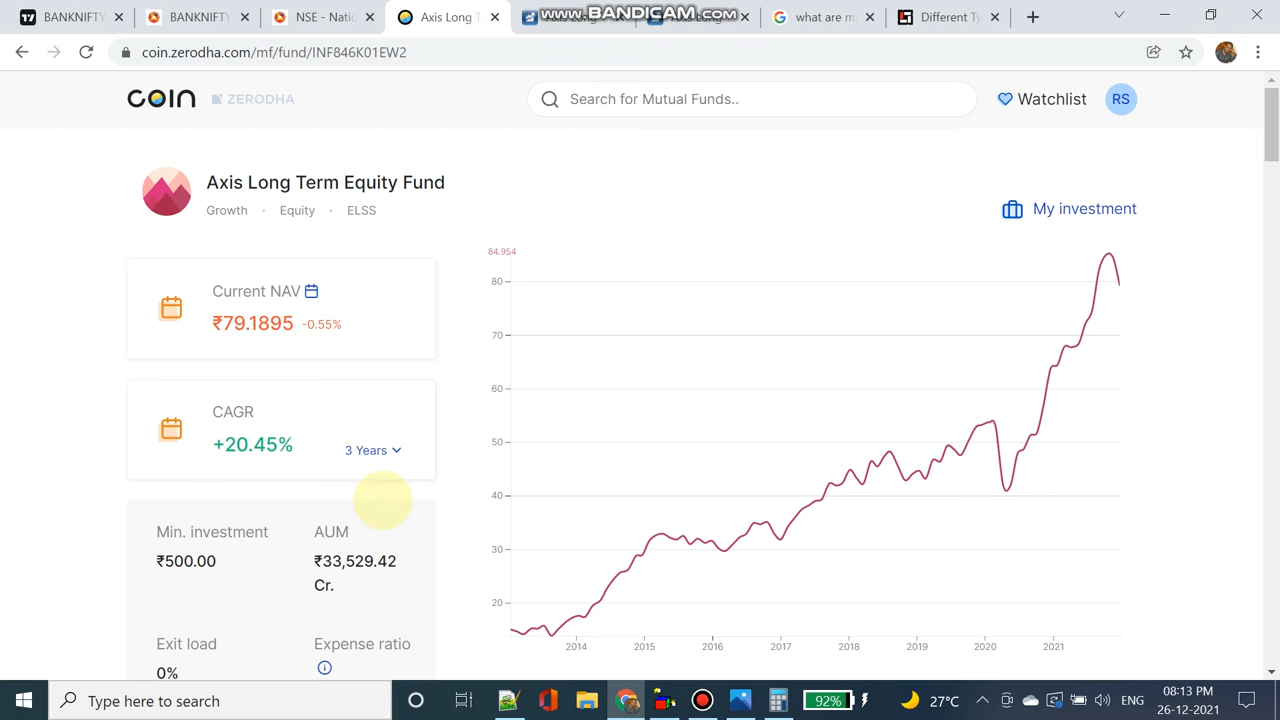 BANKNIFTY
BANKNIFTY
NSE - Natio
Axis Long T
www.BANDICAM.com
what are m
Different Ty
coin.zerodha.com/mf/fund/INF846K01EW2
coin ZERODHA
Search for Mutual Funds..
Watchlist
RS
Axis Long Term Equity Fund
Growth • Equity • ELSS
My investment
Current NAV
₹79.1895 -0.55%
CAGR
+20.45%
3 Years
Min. investment
₹500.00
AUM
₹33,529.42
Cr.
Exit load
0%
Expense ratio
84.954
80
70
60
50
40
30
20
2014 2015 2016 2017 2018 2019 2020 2021
Type here to search
92%
27°C
ENG
08:13 PM
26-12-2021